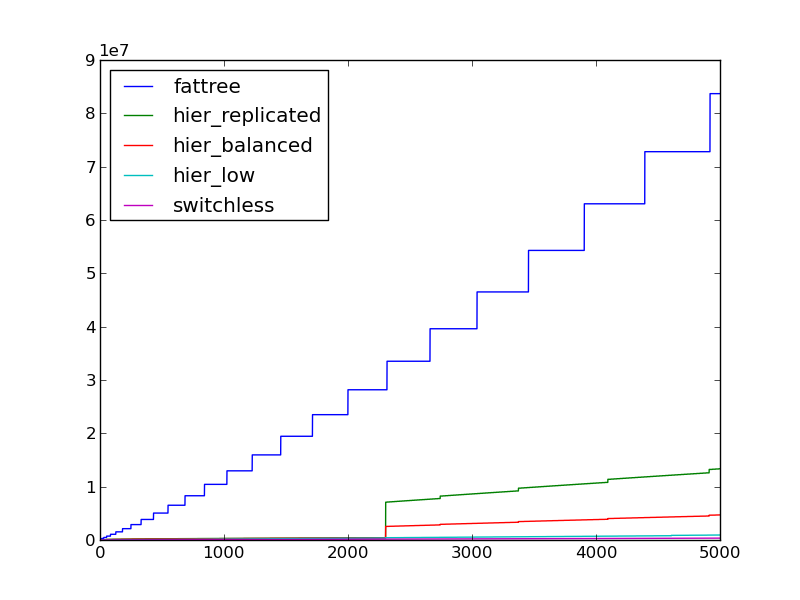 1e7
9
8
7
6
5
4
3
2
1
0
fattree
hier_replicated
hier_balanced
hier_low
switchless
0 1000 2000 3000 4000 5000